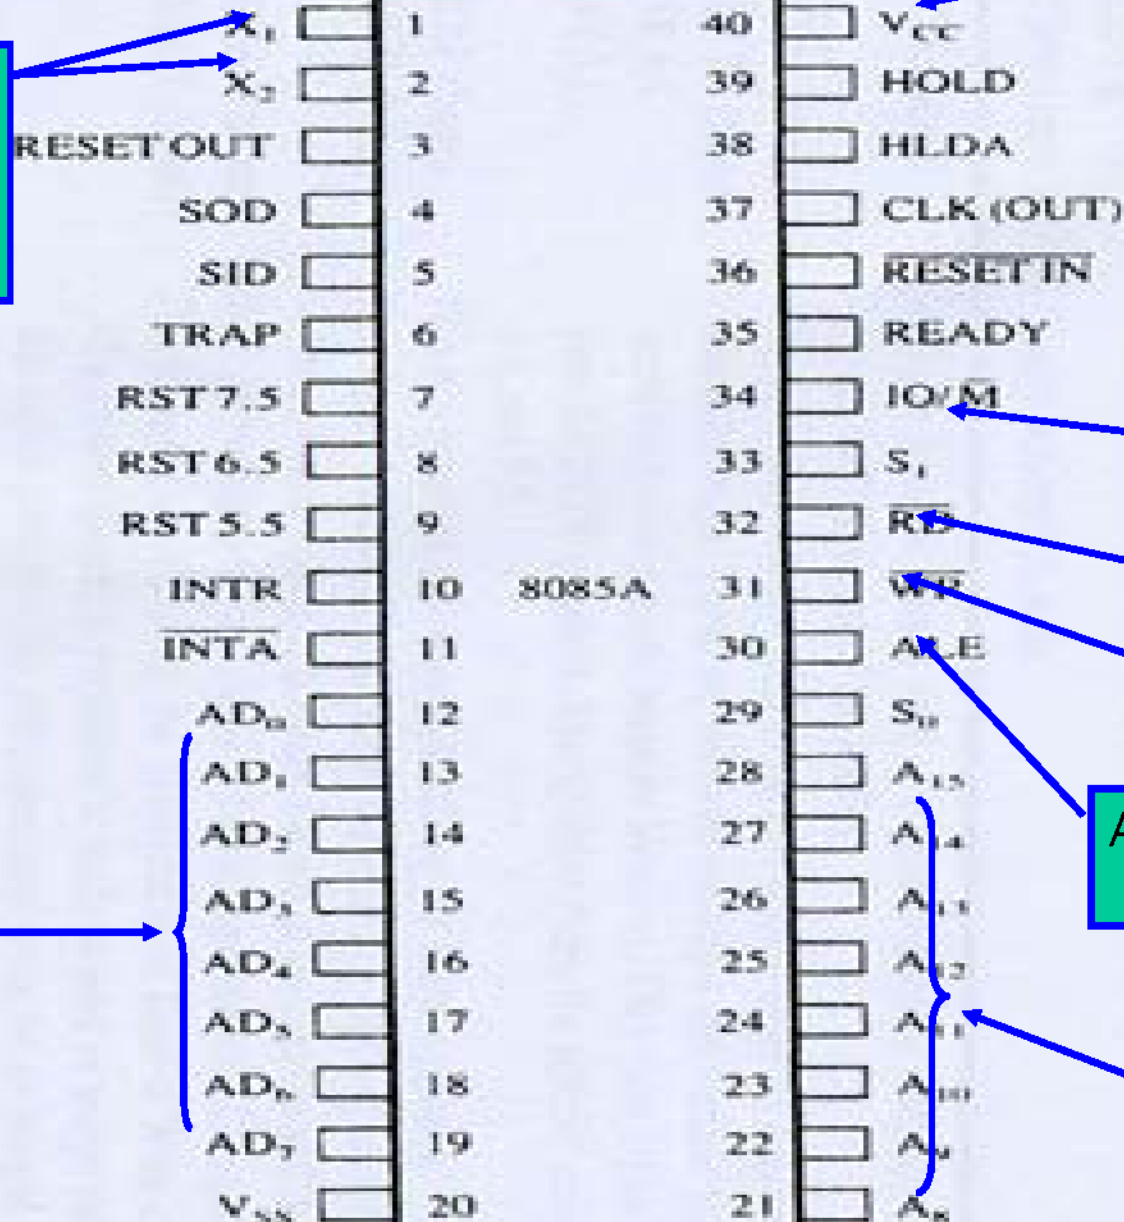 X₁ 1 40 VCC
X₂ 2 39 HOLD
RESET OUT 3 38 HLDA
SOD 4 37 CLK (OUT)
SID 5 36 RESET IN
TRAP 6 35 READY
RST 7.5 7 34 IO/M
RST 6.5 8 33 S₁
RST 5.5 9 32 RD
INTR 10 8085A 31 WR
INTA 11 30 ALE
AD₀ 12 29 S₀
AD₁ 13 28 A₁₅
AD₂ 14 27 A₁₄
AD₃ 15 26 A₁₃
AD₄ 16 25 A₁₂
AD₅ 17 24 A₁₁
AD₆ 18 23 A₁₀
AD₇ 19 22 A₉
VSS 20 21 A₈
A